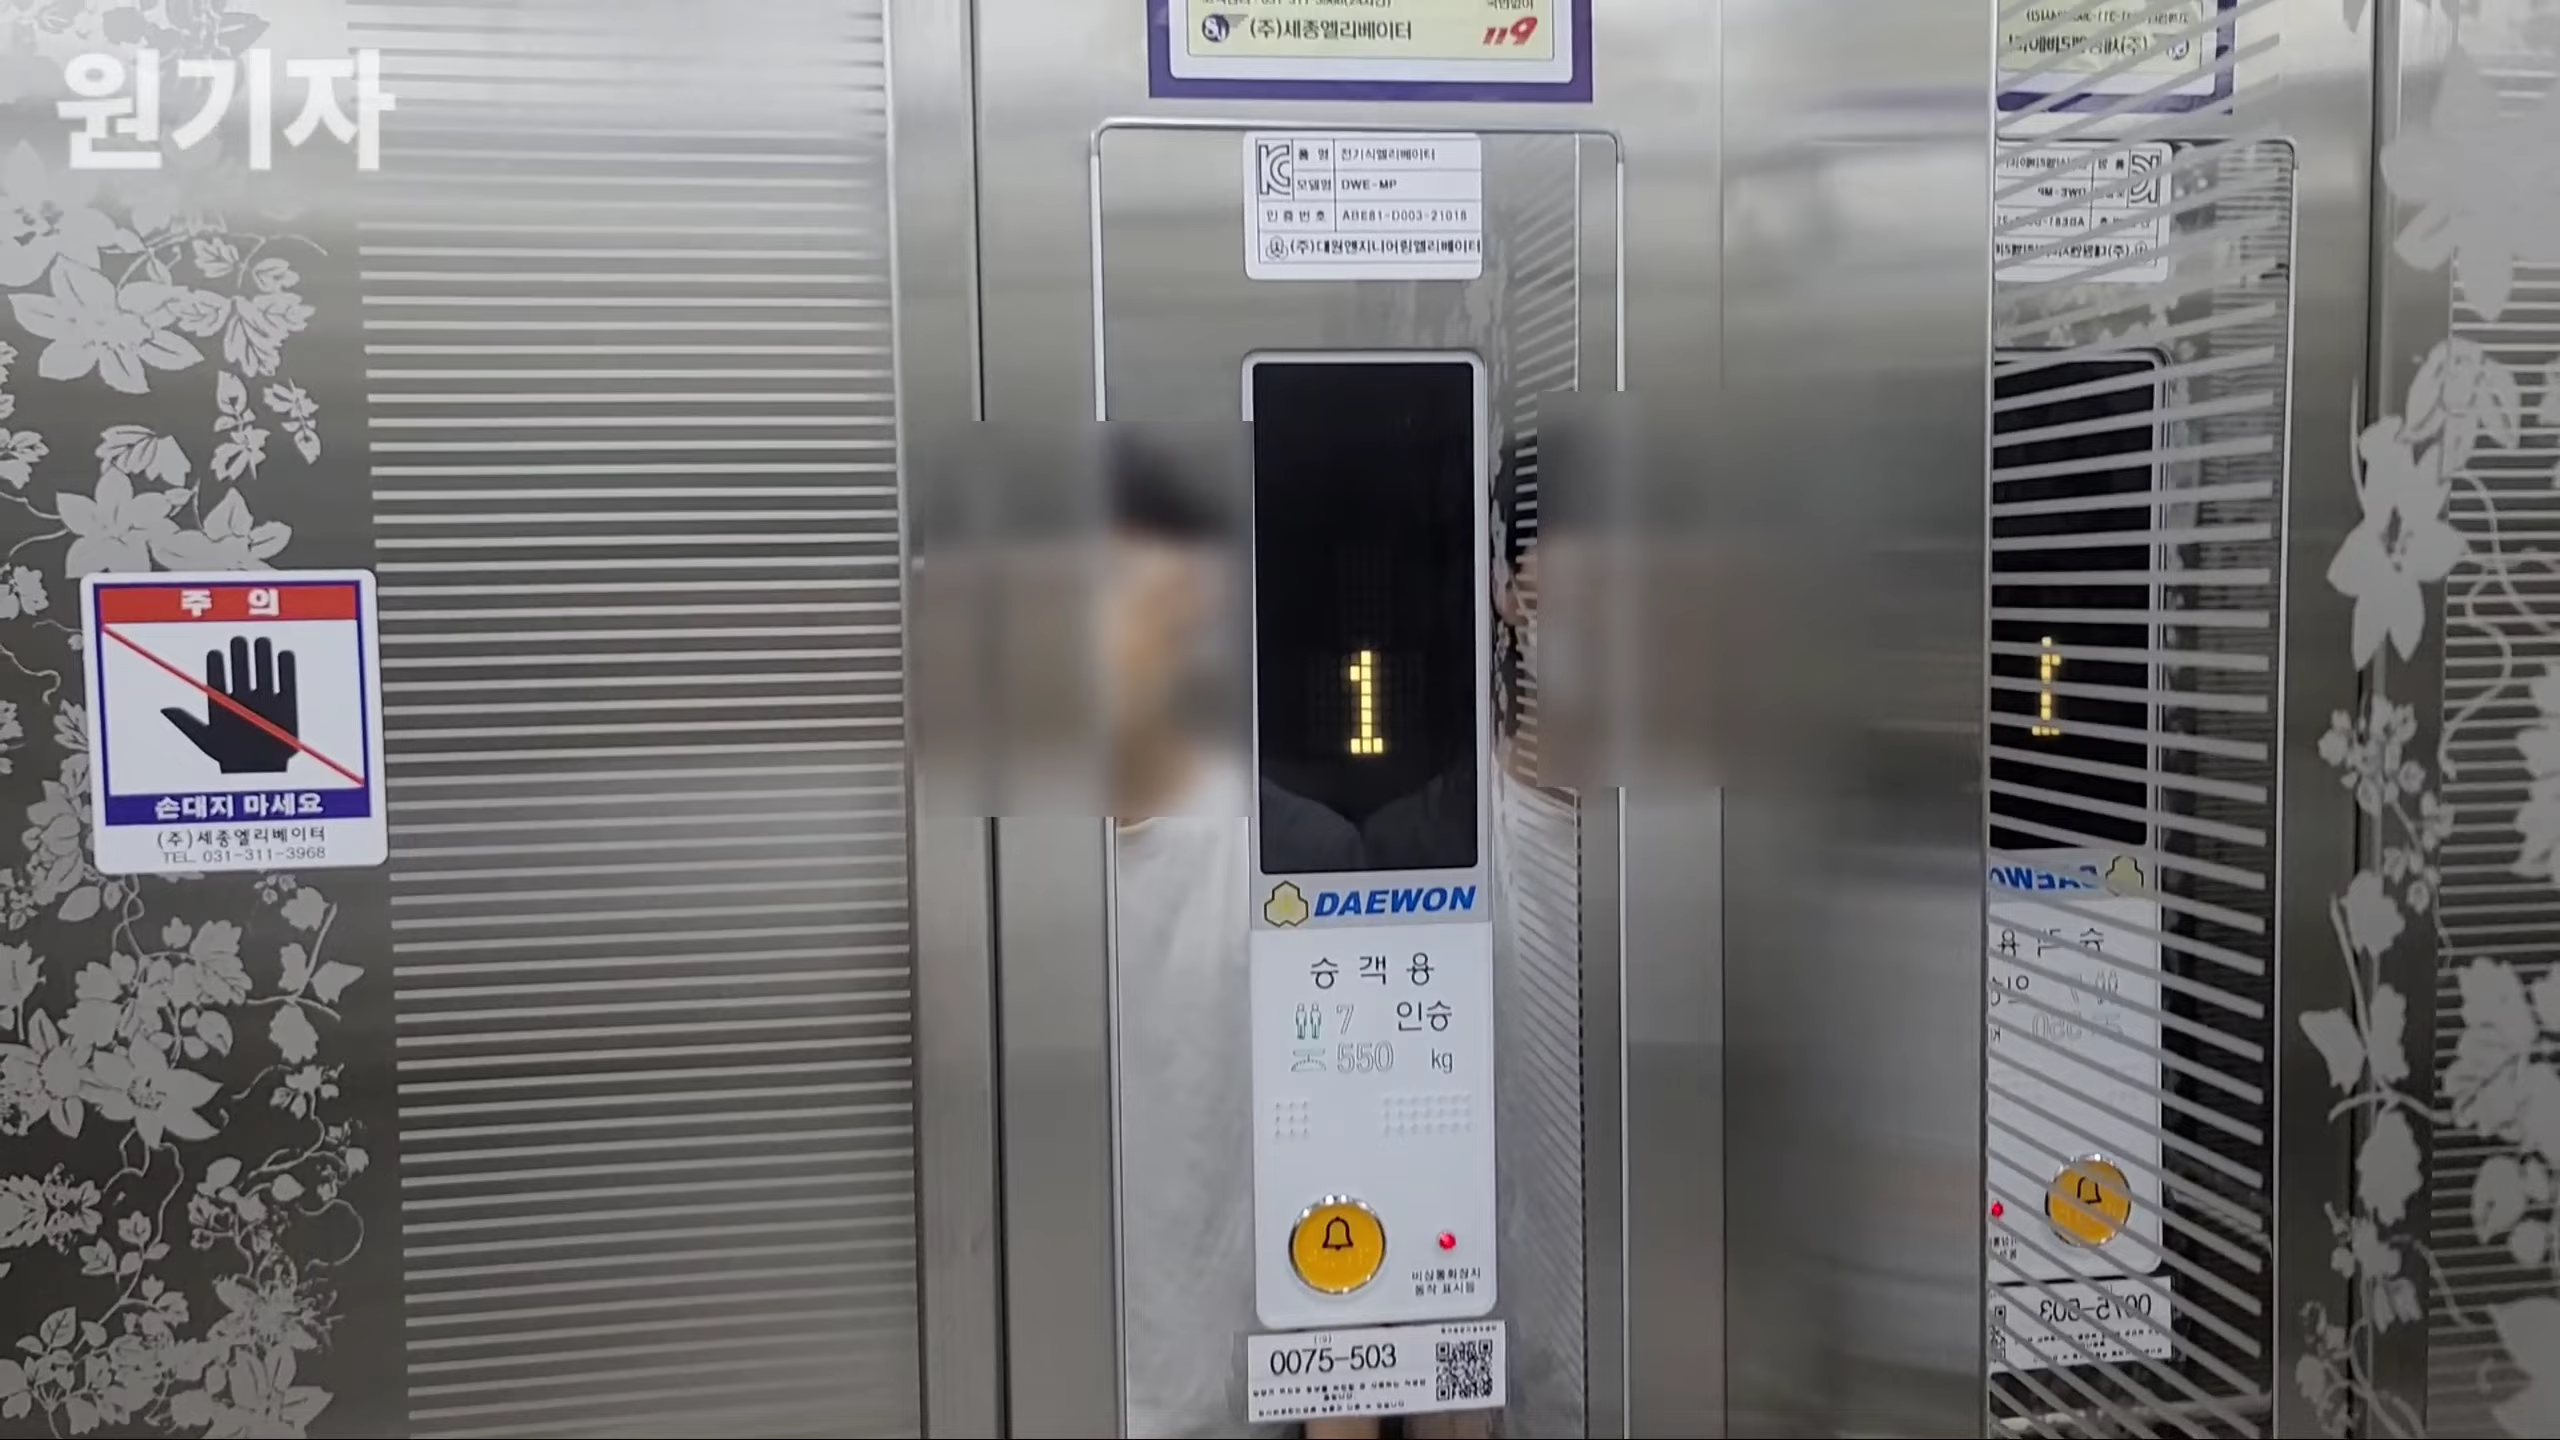 원기자
(주)세종엘리베이터
119
품 명 전기식엘리베이터
모델명 DWE-MP
인증번호 ABE81-D003-21018
(주)대원엔지니어링엘리베이터
1
DAEWON
승객용
7 인승
550 kg
비상통화장치
동작 표시등
0075-503
주 의
손대지 마세요
(주)세종엘리베이터
TEL. 031-311-3968